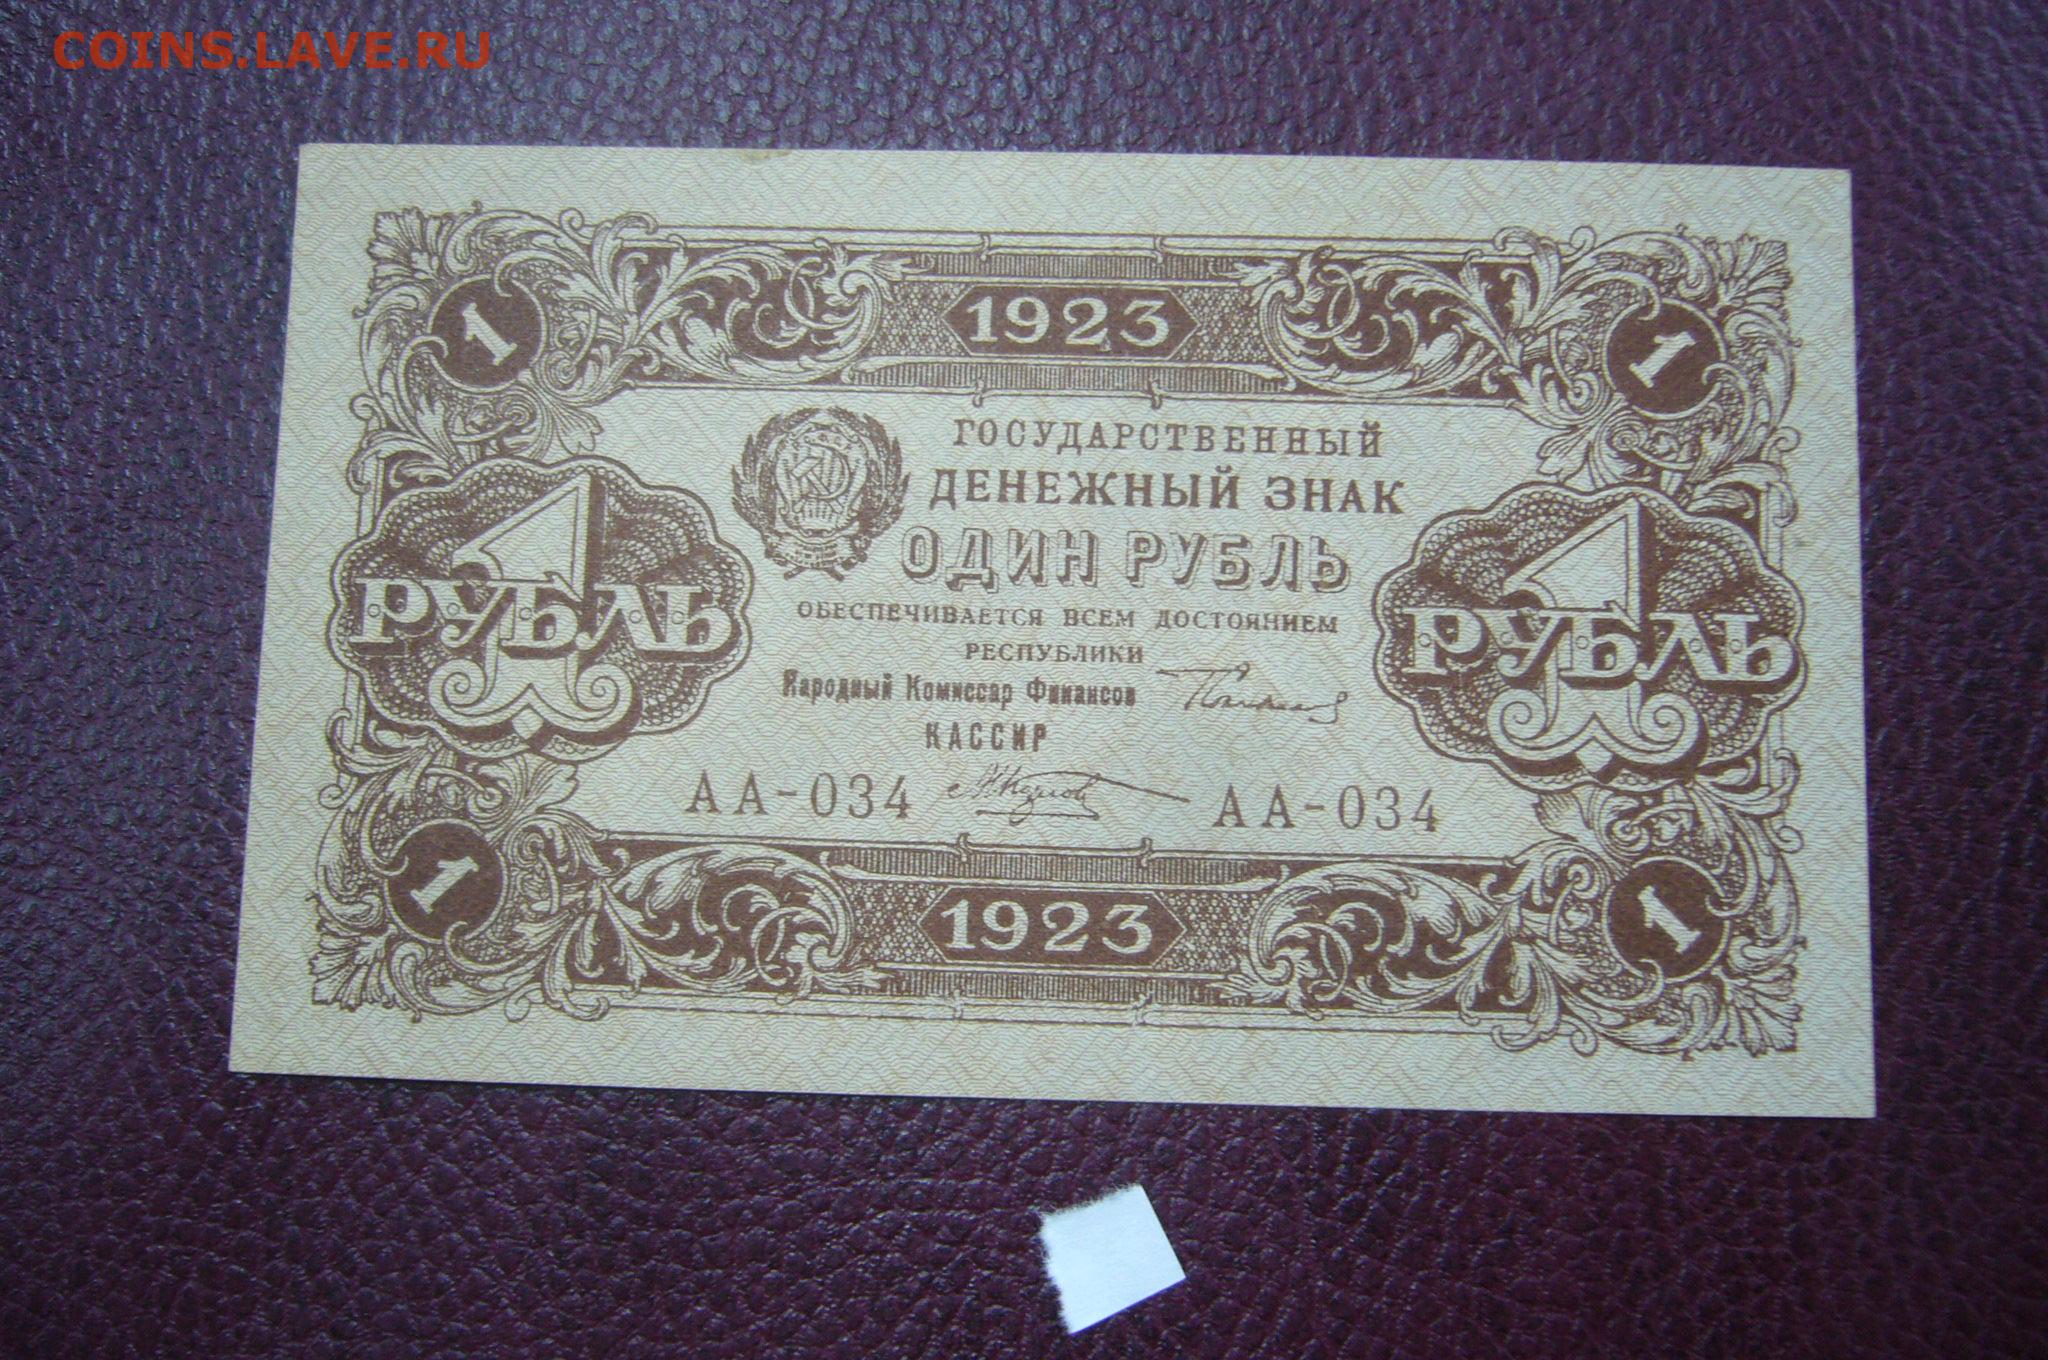 COINS.LAVE.RU
1923
1
1
ГОСУДАРСТВЕННЫЙ
ДЕНЕЖНЫЙ ЗНАК
ОДИН РУБЛЬ
ОБЕСПЕЧИВАЕТСЯ ВСЕМ ДОСТОЯНИЕМ
РЕСПУБЛИКИ
1 РУБЛЬ
1 РУБЛЬ
Народный Комиссар Финансов
КАССИР
АА-034
АА-034
1
1
1923